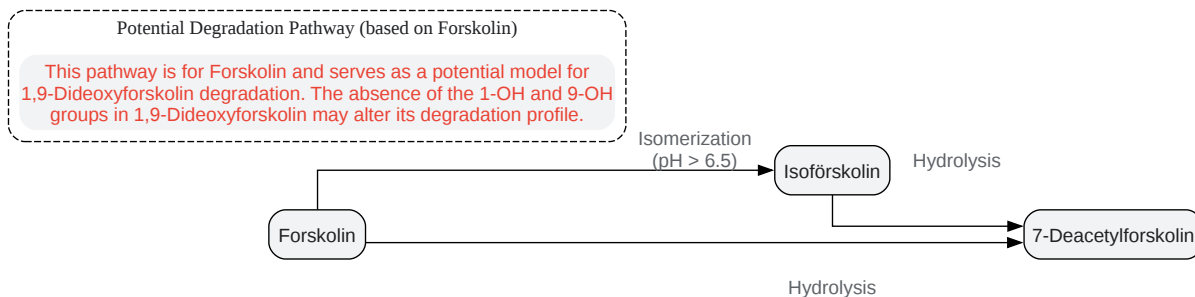 Potential Degradation Pathway (based on Forskolin)
This pathway is for Forskolin and serves as a potential model for
1,9-Dideoxyforskolin degradation. The absence of the 1-OH and 9-OH
groups in 1,9-Dideoxyforskolin may alter its degradation profile.
Isomerization
(pH > 6.5)
Isoförskolin
Hydrolysis
Forskolin
7-Deacetylforskolin
Hydrolysis